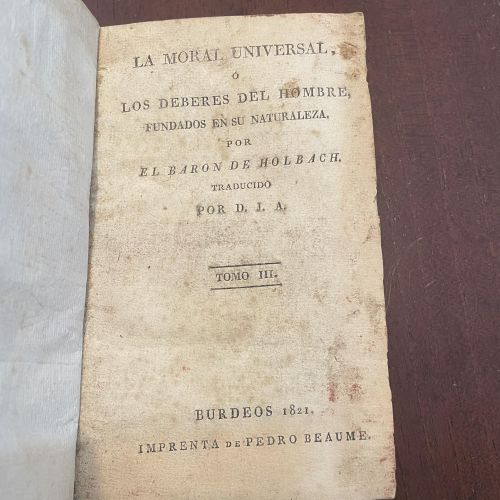 LA MORAL UNIVERSAL,
Ó
LOS DEBERES DEL HOMBRE,
FUNDADOS EN SU NATURALEZA,
POR
EL BARON DE HOLBACH.
TRADUCIDO
POR D. J. A.
TOMO III.
BURDEOS 1821.
IMPRENTA DE PEDRO BEAUME.